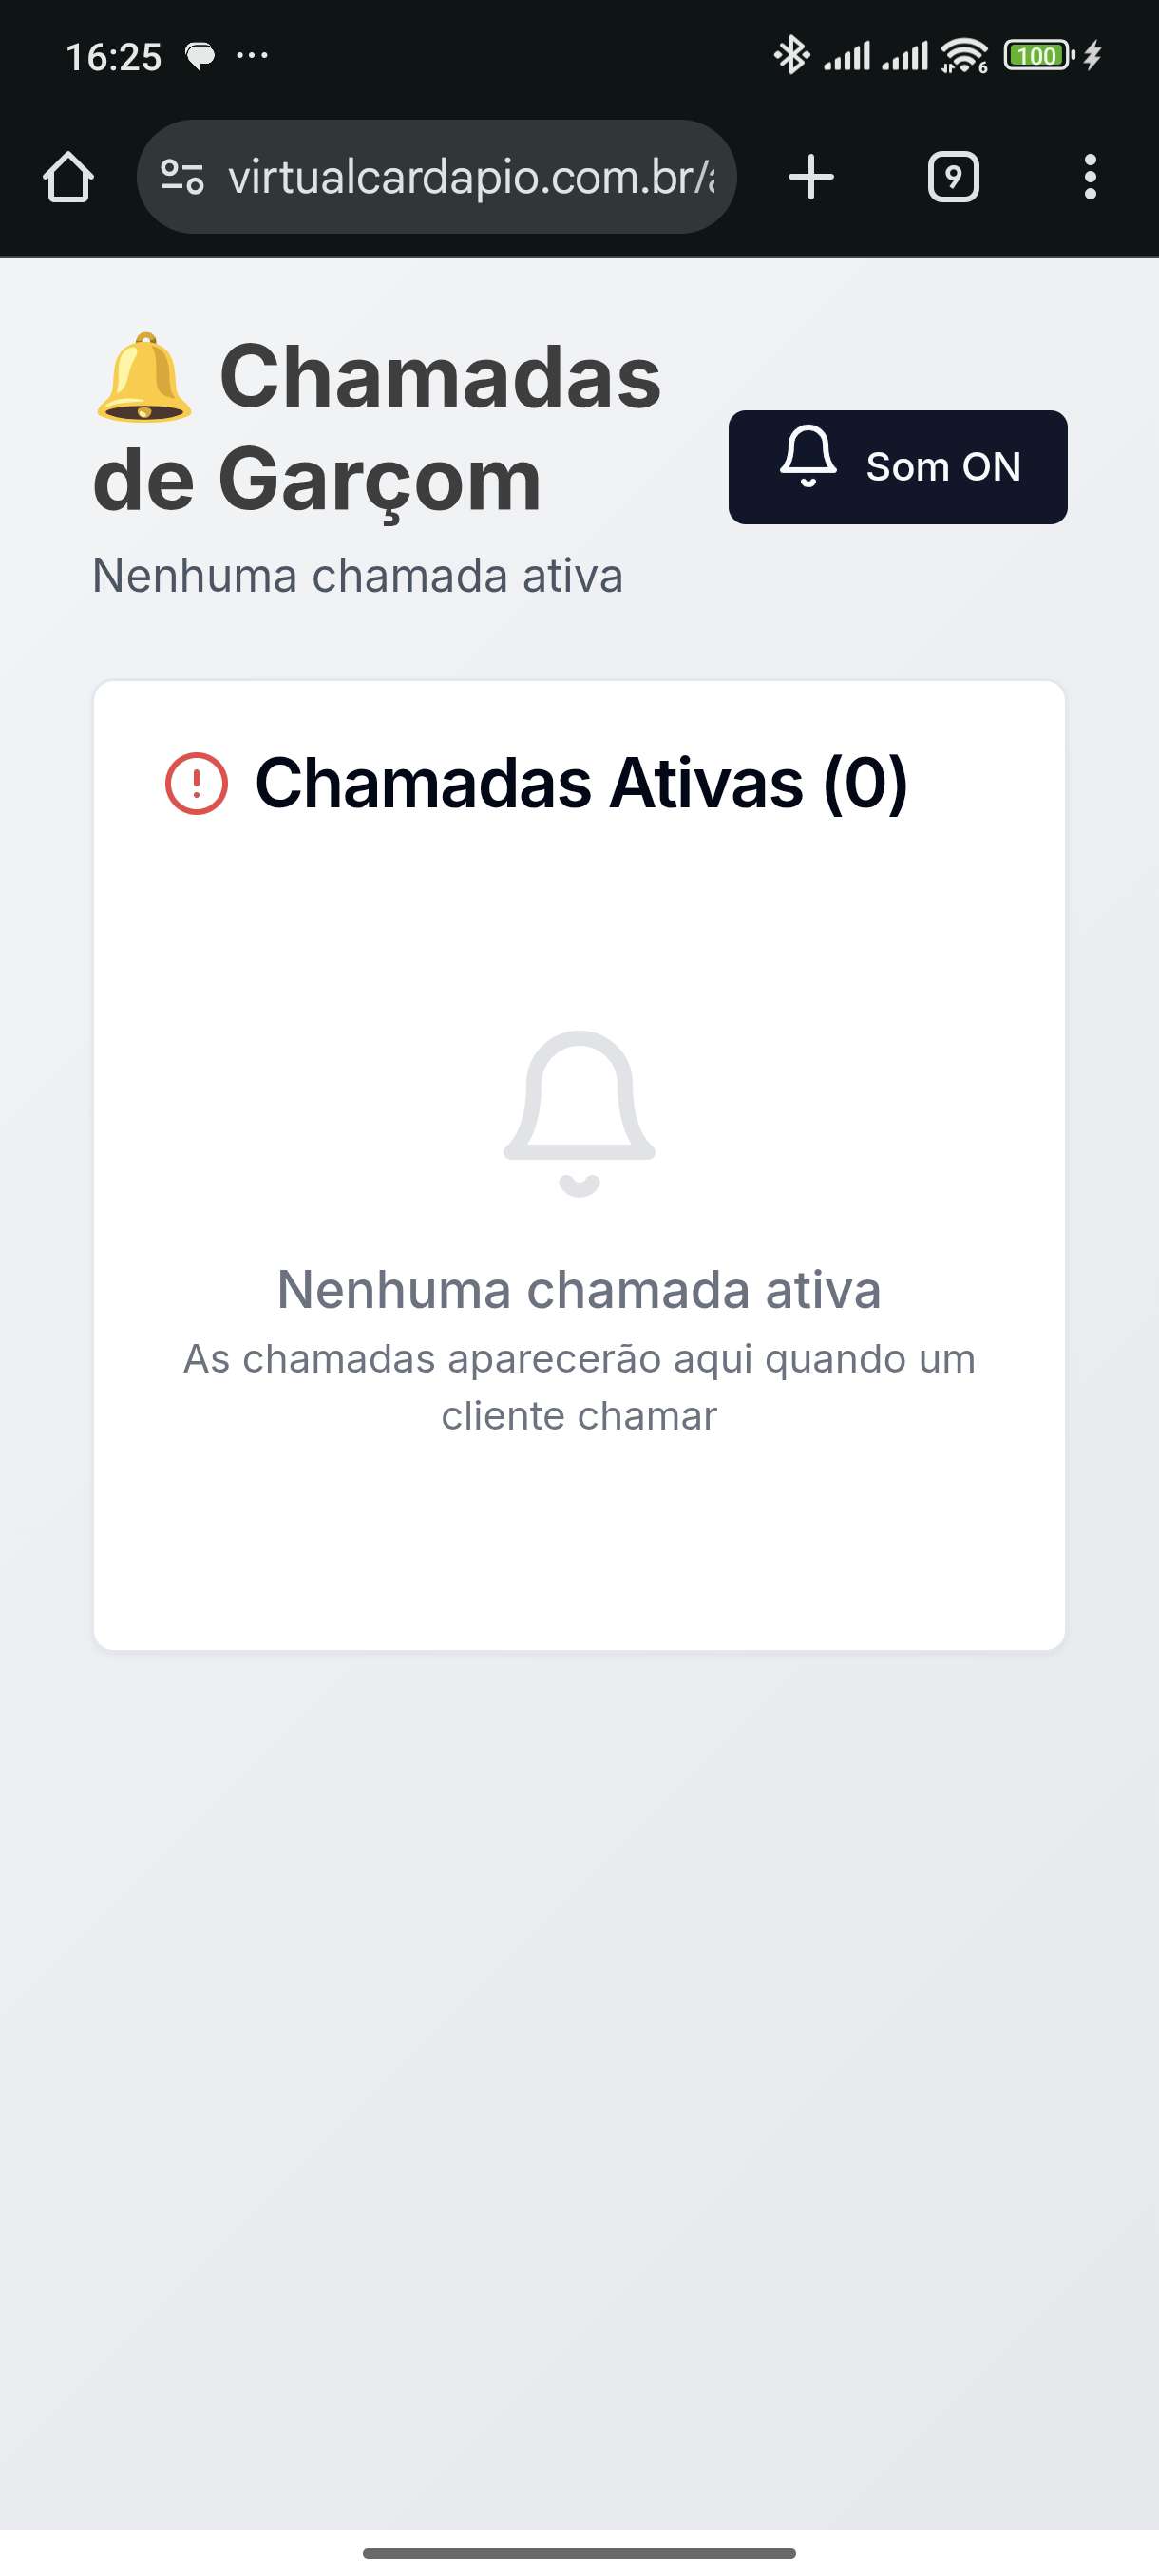 16:25
100
virtualcardapio.com.br/
9
🔔 Chamadas
de Garçom
Som ON
Nenhuma chamada ativa
Chamadas Ativas (0)
Nenhuma chamada ativa
As chamadas aparecerão aqui quando um
cliente chamar